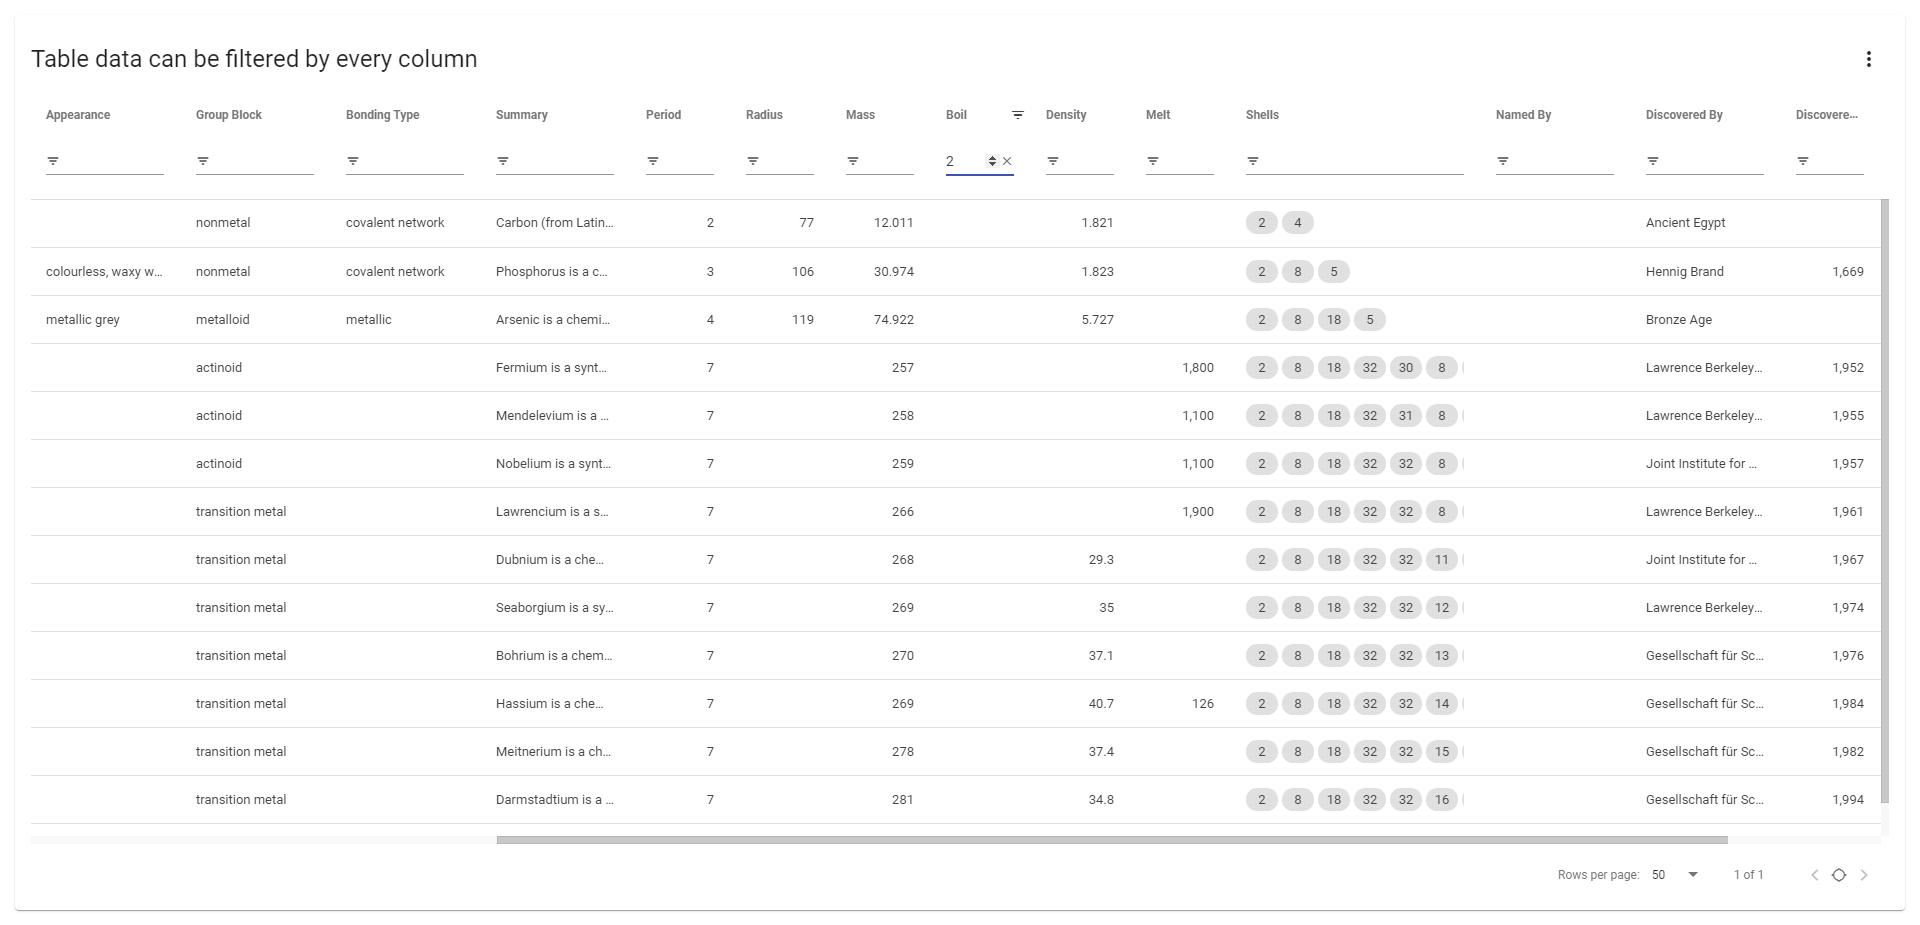 Table data can be filtered by every column
Appearance Group Block Bonding Type Summary Period Radius Mass Boil Density Melt Shells Named By Discovered By Discovere...
2
nonmetal covalent network Carbon (from Latin... 2 77 12.011 1.821 2 4 Ancient Egypt
colourless, waxy w... nonmetal covalent network Phosphorus is a c... 3 106 30.974 1.823 2 8 5 Hennig Brand 1,669
metallic grey metalloid metallic Arsenic is a chemi... 4 119 74.922 5.727 2 8 18 5 Bronze Age
actinoid Fermium is a synt... 7 257 1,800 2 8 18 32 30 8 Lawrence Berkeley... 1,952
actinoid Mendelevium is a ... 7 258 1,100 2 8 18 32 31 8 Lawrence Berkeley... 1,955
actinoid Nobelium is a synt... 7 259 1,100 2 8 18 32 32 8 Joint Institute for ... 1,957
transition metal Lawrencium is a s... 7 266 1,900 2 8 18 32 32 8 Lawrence Berkeley... 1,961
transition metal Dubnium is a che... 7 268 29.3 2 8 18 32 32 11 Joint Institute for ... 1,967
transition metal Seaborgium is a sy... 7 269 35 2 8 18 32 32 12 Lawrence Berkeley... 1,974
transition metal Bohrium is a chem... 7 270 37.1 2 8 18 32 32 13 Gesellschaft für Sc... 1,976
transition metal Hassium is a che... 7 269 40.7 126 2 8 18 32 32 14 Gesellschaft für Sc... 1,984
transition metal Meitnerium is a ch... 7 278 37.4 2 8 18 32 32 15 Gesellschaft für Sc... 1,982
transition metal Darmstadtium is a ... 7 281 34.8 2 8 18 32 32 16 Gesellschaft für Sc... 1,994
Rows per page: 50 1 of 1